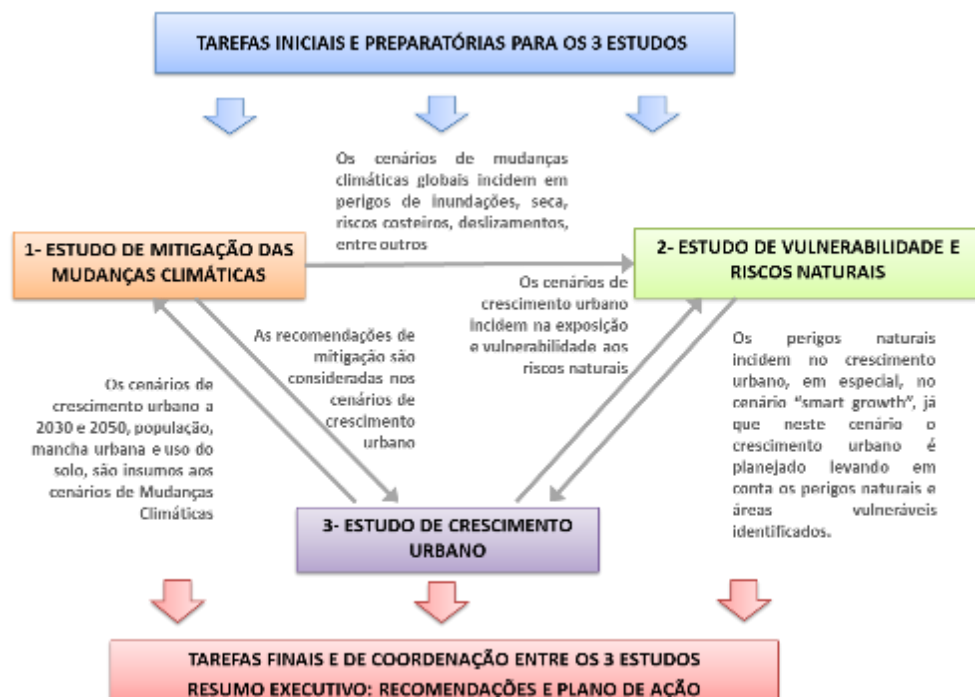 TAREFAS INICIAIS E PREPARATÓRIAS PARA OS 3 ESTUDOS
Os cenários de mudanças
climáticas globais incidem em
perigos de inundações, seca,
riscos costeiros, deslizamentos,
entre outros
1- ESTUDO DE MITIGAÇÃO DAS
MUDANÇAS CLIMÁTICAS
2- ESTUDO DE VULNERABILIDADE E
RISCOS NATURAIS
Os cenários de
crescimento urbano
incidem na exposição
e vulnerabilidade aos
riscos naturais
As recomendações de
mitigação são
consideradas nos
cenários de
crescimento
urbano
Os cenários de
crescimento urbano a
2030 e 2050, população,
mancha urbana e uso do
solo, são insumos aos
cenários de Mudanças
Climáticas
Os perigos naturais
incidem no crescimento
urbano, em especial, no
cenário "smart growth", já
que neste cenário o
crescimento urbano é
planejado levando em
conta os perigos naturais e
áreas vulneráveis
identificados.
3- ESTUDO DE CRESCIMENTO
URBANO
TAREFAS FINAIS E DE COORDENAÇÃO ENTRE OS 3 ESTUDOS
RESUMO EXECUTIVO: RECOMENDAÇÕES E PLANO DE AÇÃO